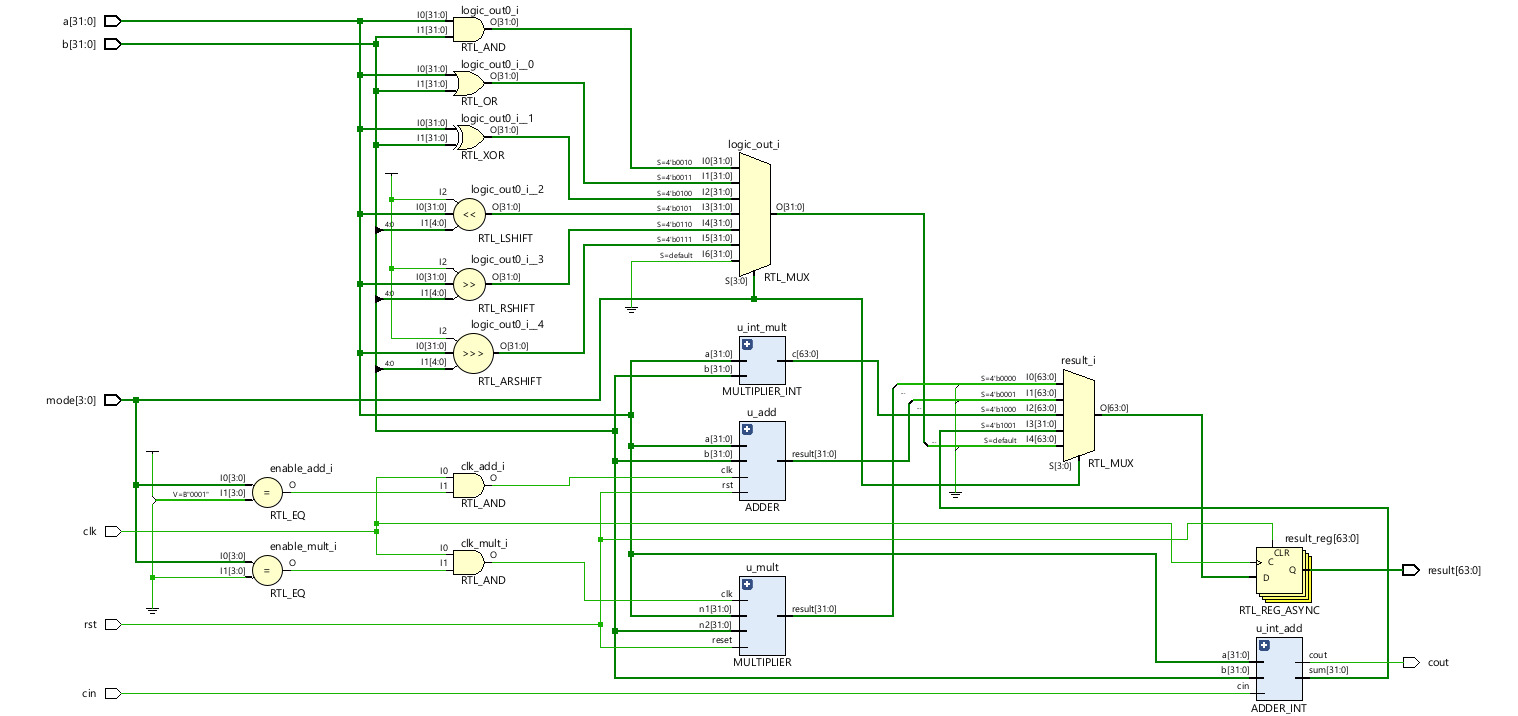 a[31:0]
b[31:0]
logic_out0_i
I0[31:0]
I1[31:0]
O[31:0]
RTL_AND
logic_out0_i__0
I0[31:0]
I1[31:0]
O[31:0]
RTL_OR
logic_out0_i__1
I0[31:0]
I1[31:0]
O[31:0]
RTL_XOR
logic_out0_i__2
I2
I0[31:0]
I1[4:0]
4:0
<<
O[31:0]
RTL_LSHIFT
logic_out0_i__3
I2
I0[31:0]
I1[4:0]
4:0
>>
O[31:0]
RTL_RSHIFT
logic_out0_i__4
I2
I0[31:0]
I1[4:0]
4:0
>>>
O[31:0]
RTL_ARSHIFT
logic_out_i
S=4'b0010 I0[31:0]
S=4'b0011 I1[31:0]
S=4'b0100 I2[31:0]
S=4'b0101 I3[31:0]
S=4'b0110 I4[31:0]
S=4'b0111 I5[31:0]
S=default I6[31:0]
S[3:0]
O[31:0]
RTL_MUX
u_int_mult
a[31:0]
b[31:0]
c[63:0]
MULTIPLIER_INT
u_add
a[31:0]
b[31:0]
clk
rst
result[31:0]
ADDER
mode[3:0]
enable_add_i
I0[3:0]
V=B"0001" I1[3:0]
=
O
RTL_EQ
clk_add_i
I0
I1
O
RTL_AND
clk
enable_mult_i
I0[3:0]
I1[3:0]
=
O
RTL_EQ
clk_mult_i
I0
I1
O
RTL_AND
u_mult
clk
n1[31:0]
n2[31:0]
reset
result[31:0]
MULTIPLIER
rst
cin
result_i
S=4'b0000 I0[63:0]
S=4'b0001 I1[63:0]
S=4'b1000 I2[63:0]
S=4'b1001 I3[31:0]
S=default I4[63:0]
S[3:0]
O[63:0]
RTL_MUX
result_reg[63:0]
CLR
C
D
Q
RTL_REG_ASYNC
result[63:0]
u_int_add
a[31:0]
b[31:0]
cin
cout
sum[31:0]
ADDER_INT
cout